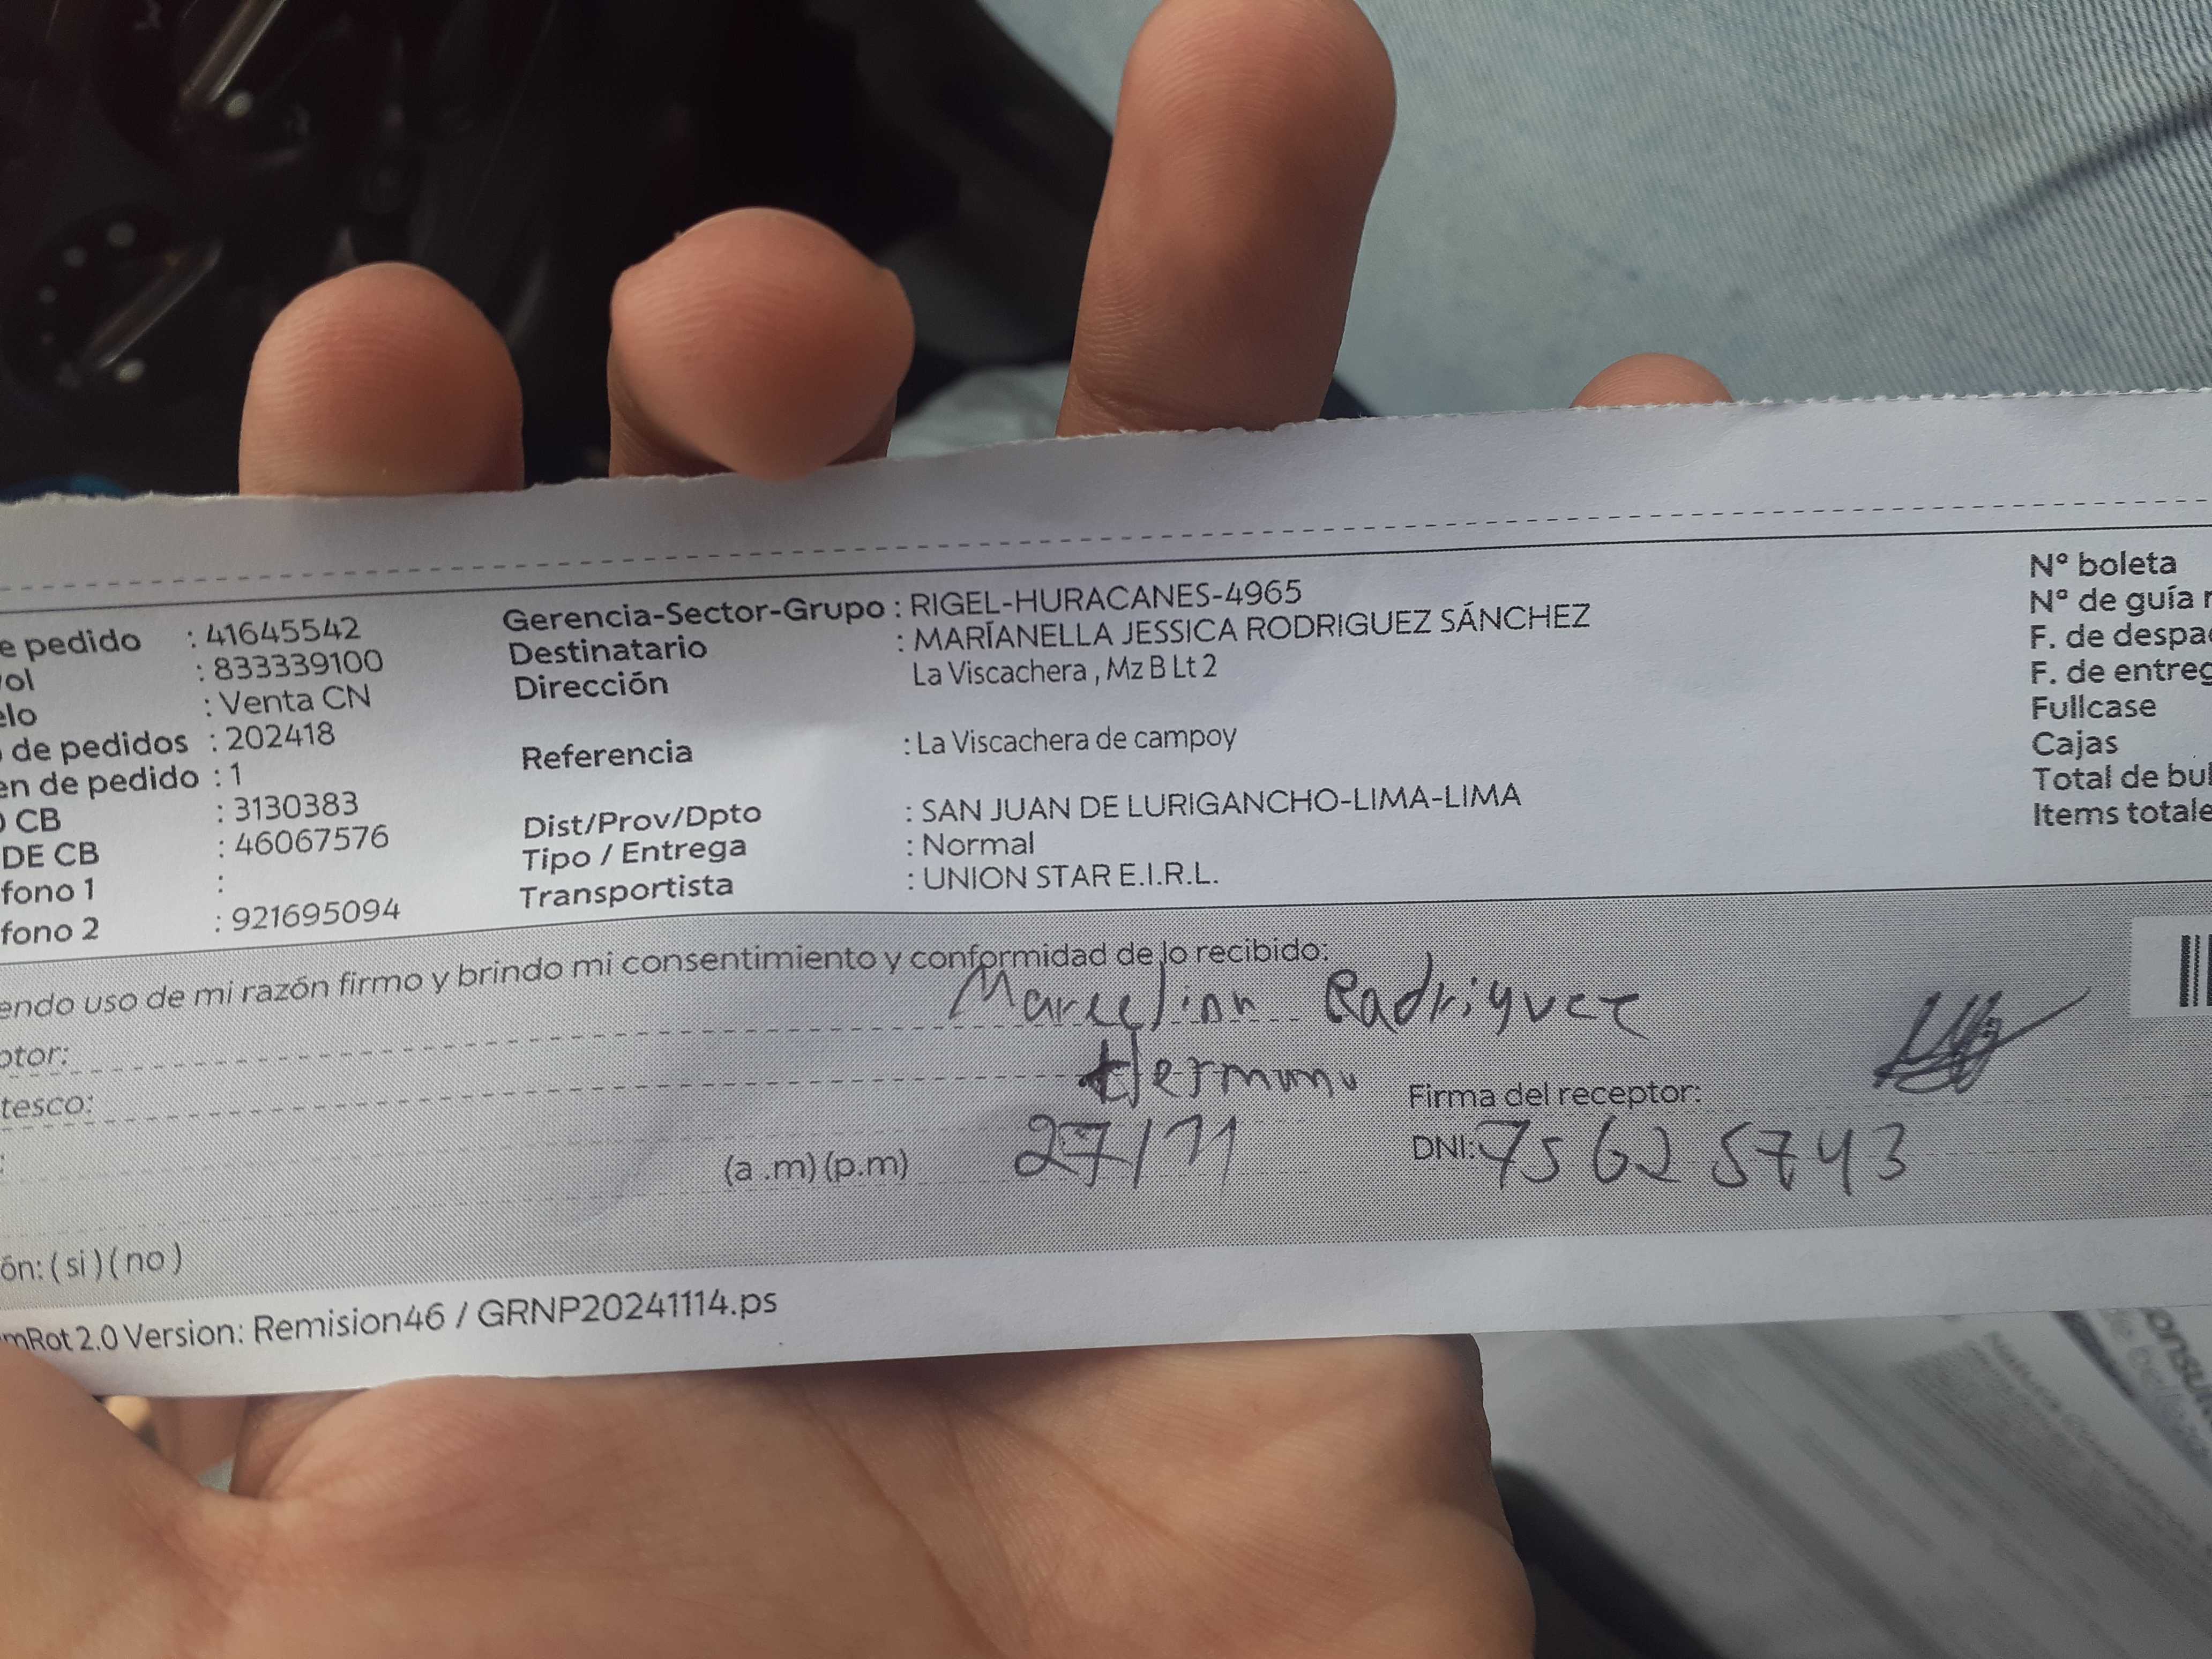 e pedido : 41645542
rol : 833339100
elo : Venta CN
o de pedidos : 202418
en de pedido : 1
O CB : 3130383
DE CB : 46067576
fono 1 :
fono 2 : 921695094
Gerencia-Sector-Grupo : RIGEL-HURACANES-4965
Destinatario : MARÍANELLA JESSICA RODRIGUEZ SÁNCHEZ
Dirección La Viscachera , Mz B Lt 2
Referencia : La Viscachera de campoy
Dist/Prov/Dpto : SAN JUAN DE LURIGANCHO-LIMA-LIMA
Tipo / Entrega : Normal
Transportista : UNION STAR E.I.R.L.
Nº boleta
Nº de guía r
F. de despa
F. de entreg
Fullcase
Cajas
Total de bul
Items totale
endo uso de mi razón firmo y brindo mi consentimiento y conformidad de lo recibido:
ptor: Rodriguez
tesco: Hermano
: (a .m) (p.m) 27/11
Firma del receptor:
DNI: 75625743
ón: ( si ) ( no )
mRot 2.0 Version: Remision46 / GRNP20241114.ps